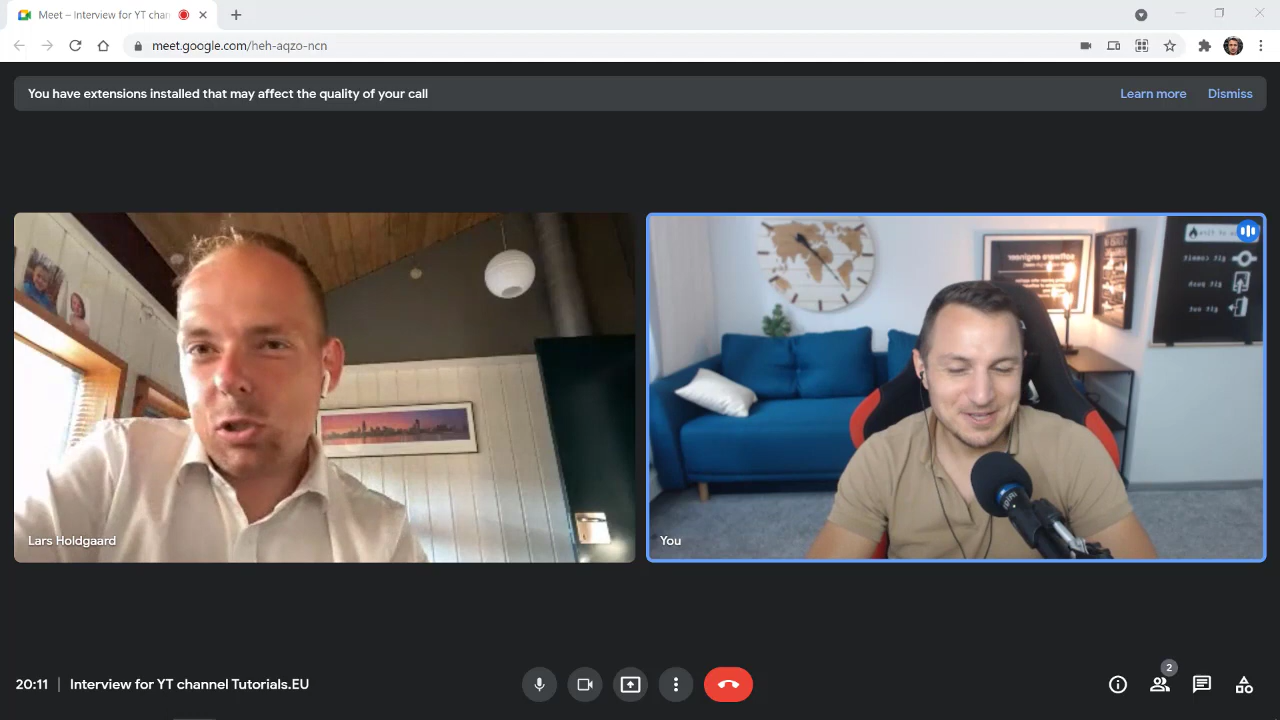 Meet – Interview for YT chan
meet.google.com/heh-aqzo-ncn
You have extensions installed that may affect the quality of your call
Learn more
Dismiss
software
engineer
Lars Holdgaard
You
20:11 | Interview for YT channel Tutorials.EU
2